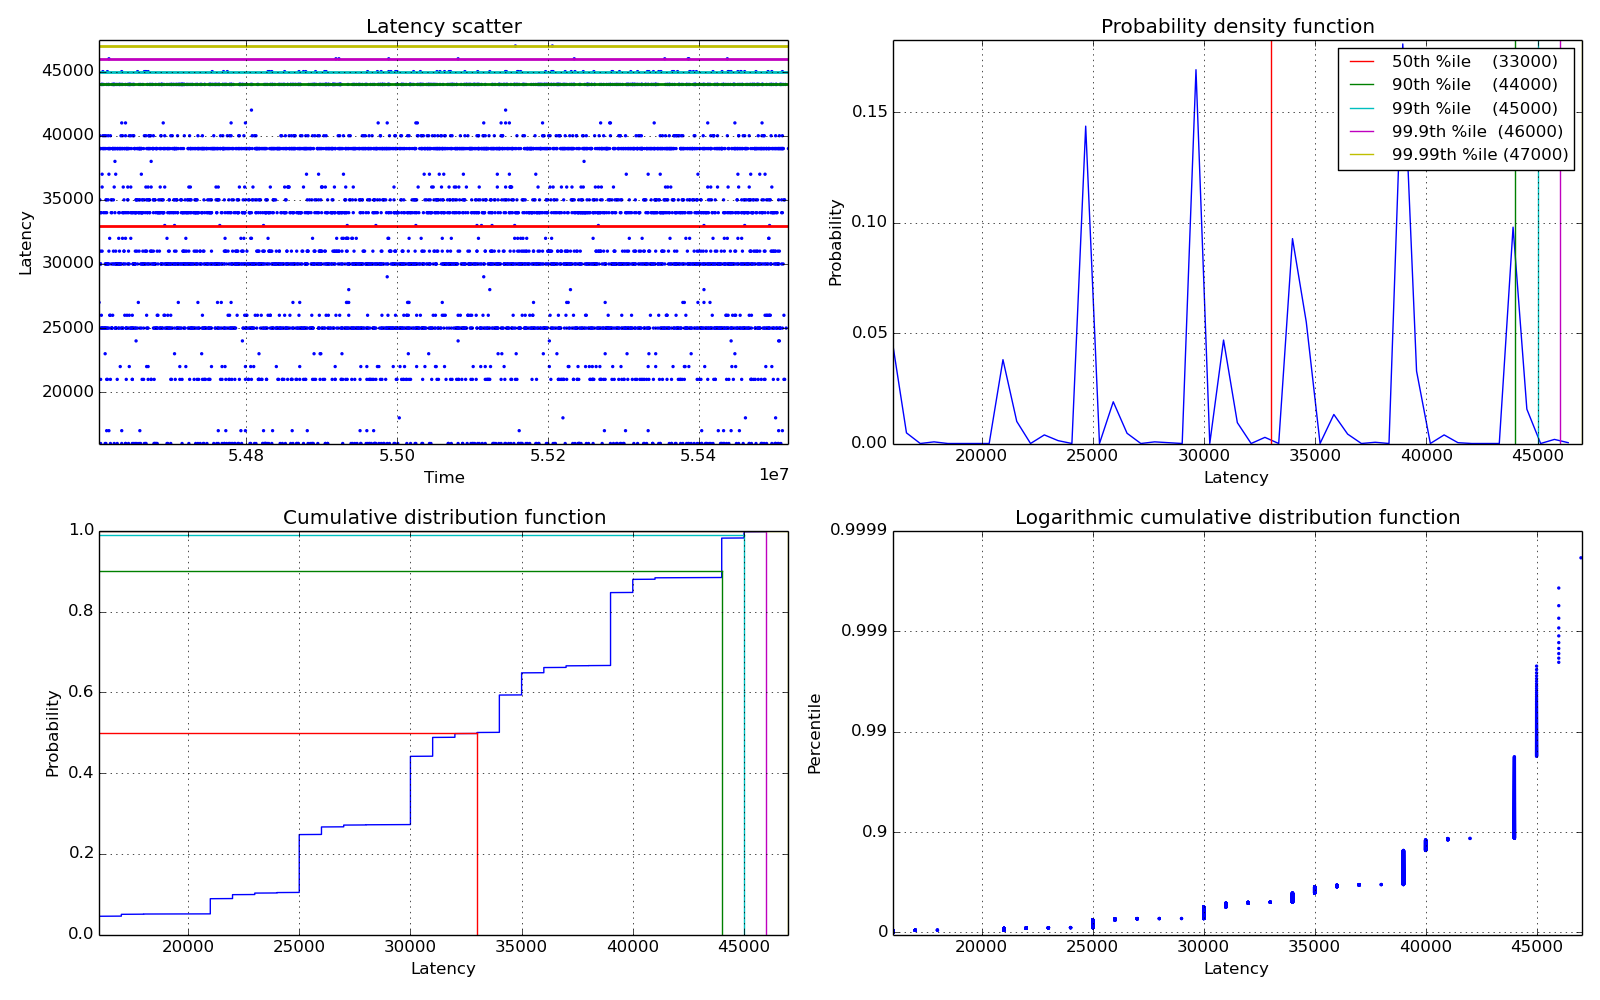 Latency scatter
45000
40000
35000
30000
25000
20000
Latency
5.48
5.50
5.52
5.54
1e7
Time
Probability density function
0.15
0.10
0.05
0.00
Probability
50th %ile (33000)
90th %ile (44000)
99th %ile (45000)
99.9th %ile (46000)
99.99th %ile (47000)
20000
25000
30000
35000
40000
45000
Latency
Cumulative distribution function
1.0
0.8
0.6
0.4
0.2
0.0
Probability
20000
25000
30000
35000
40000
45000
Latency
Logarithmic cumulative distribution function
0.9999
0.999
0.99
0.9
0
Percentile
20000
25000
30000
35000
40000
45000
Latency